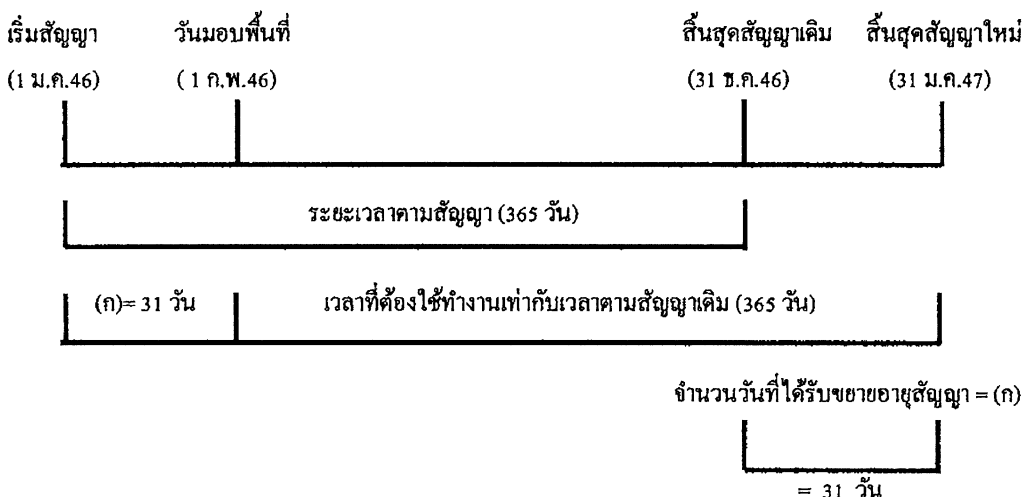 เริ่มสัญญา วันมอบพื้นที่ สิ้นสุดสัญญาเดิม สิ้นสุดสัญญาใหม่
(1 ม.ค.46) ( 1 ก.พ.46) (31 ธ.ค.46) (31 ม.ค.47)
ระยะเวลาตามสัญญา (365 วัน)
(ก)= 31 วัน เวลาที่ต้องใช้ทำงานเท่ากับเวลาตามสัญญาเดิม (365 วัน)
จำนวนวันที่ได้รับขยายอายุสัญญา = (ก)
= 31 วัน